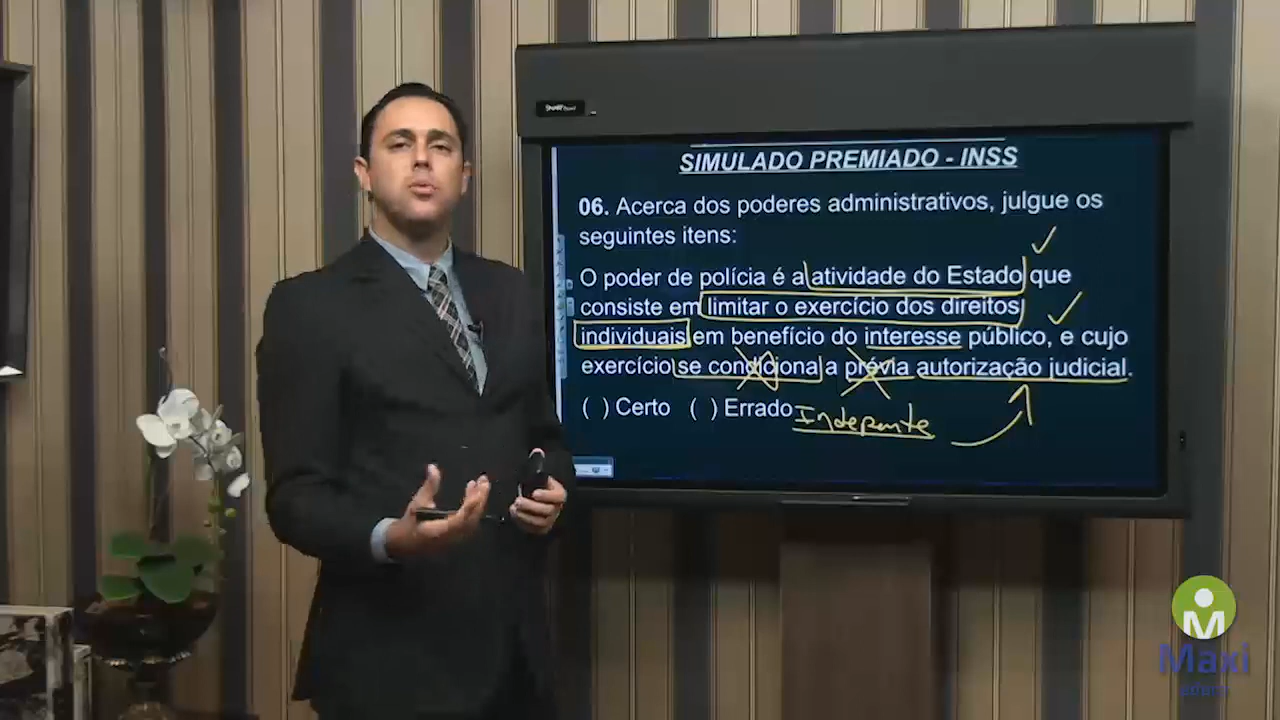 SIMULADO PREMIADO - INSS
06. Acerca dos poderes administrativos, julgue os
seguintes itens:
O poder de polícia é a atividade do Estado que
consiste em limitar o exercício dos direitos
individuais em benefício do interesse público, e cujo
exercício se condiciona a prévia autorização judicial.
( ) Certo ( ) Errado
Maxi